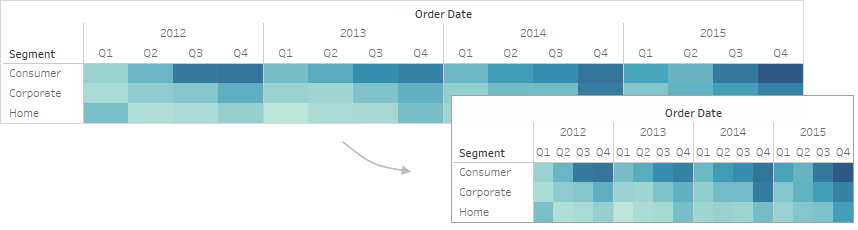 Order Date
2012 2013 2014 2015
Segment Q1 Q2 Q3 Q4 Q1 Q2 Q3 Q4 Q1 Q2 Q3 Q4 Q1 Q2 Q3 Q4
Consumer
Corporate
Home
Order Date
2012 2013 2014 2015
Segment Q1 Q2 Q3 Q4 Q1 Q2 Q3 Q4 Q1 Q2 Q3 Q4 Q1 Q2 Q3 Q4
Consumer
Corporate
Home